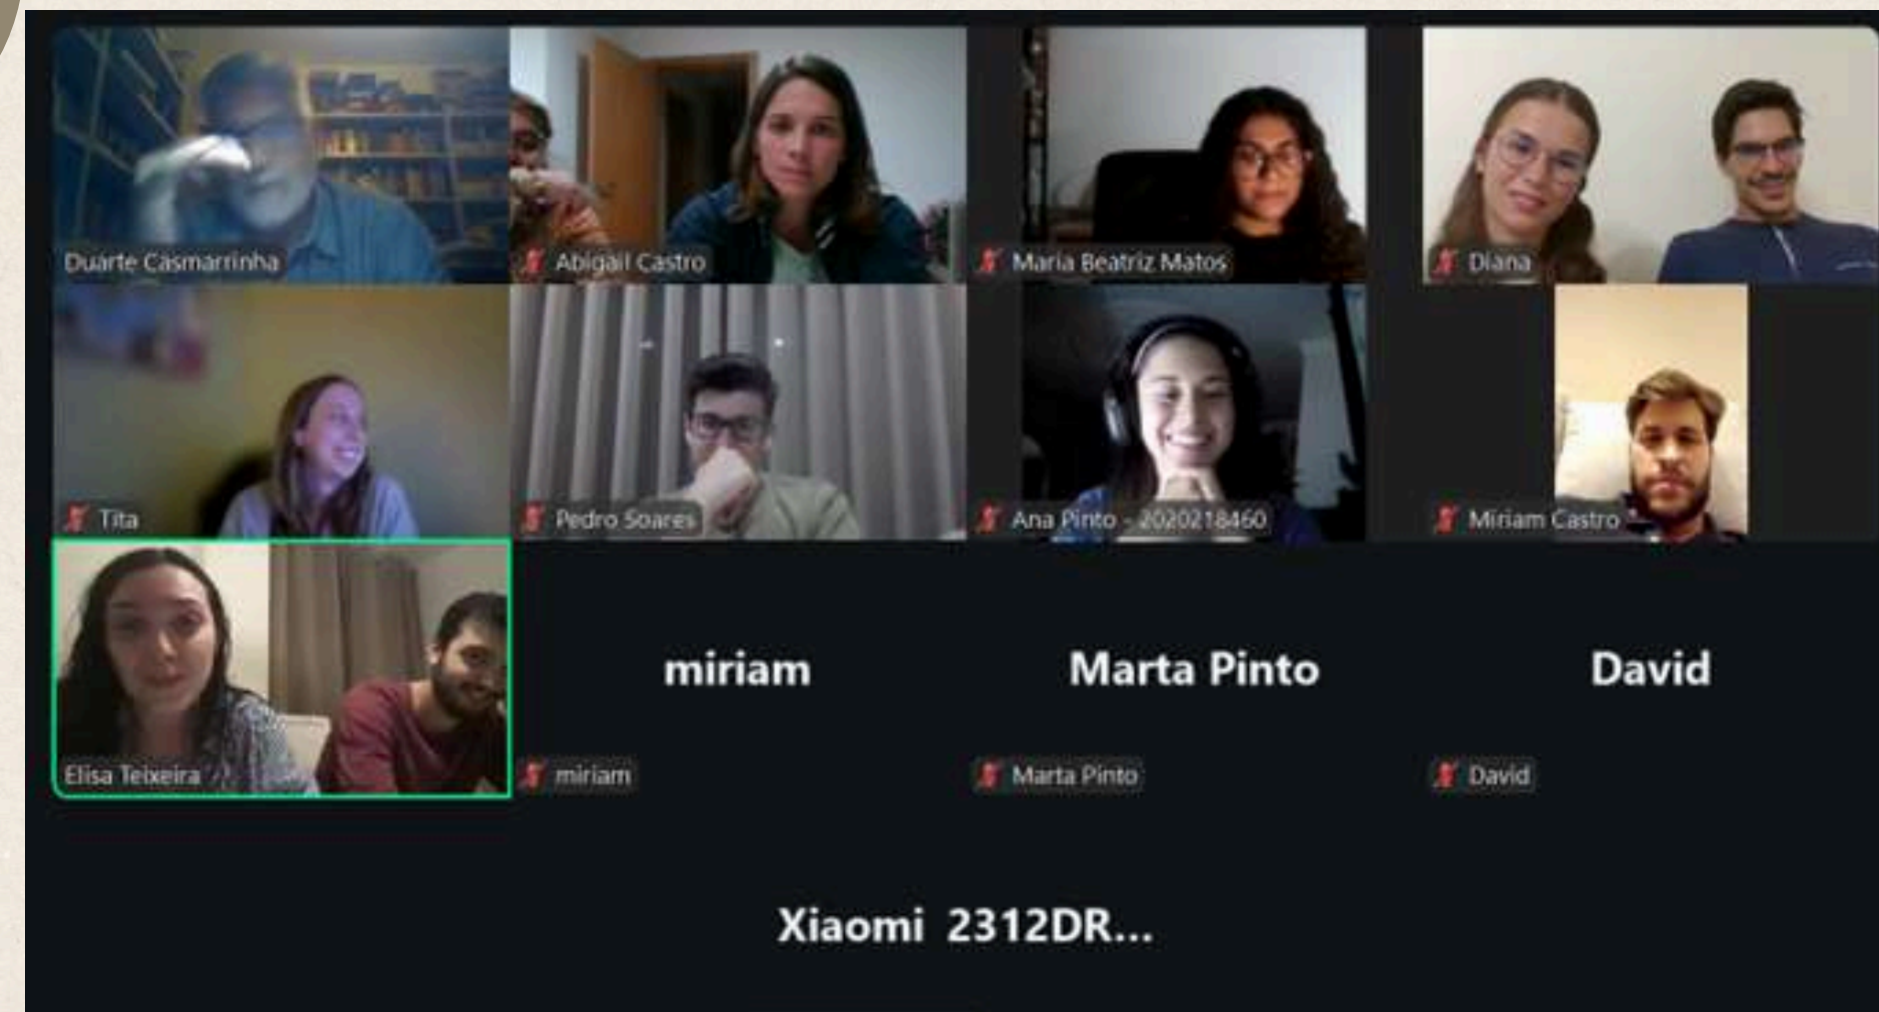 Duarte Casmarrinha
Abigail Castro
Maria Beatriz Matos
Diana
Tita
Pedro Soares
Ana Pinto - 2020218460
Miriam Castro
Elisa Teixeira
miriam
miriam
Marta Pinto
Marta Pinto
David
David
Xiaomi 2312DR...